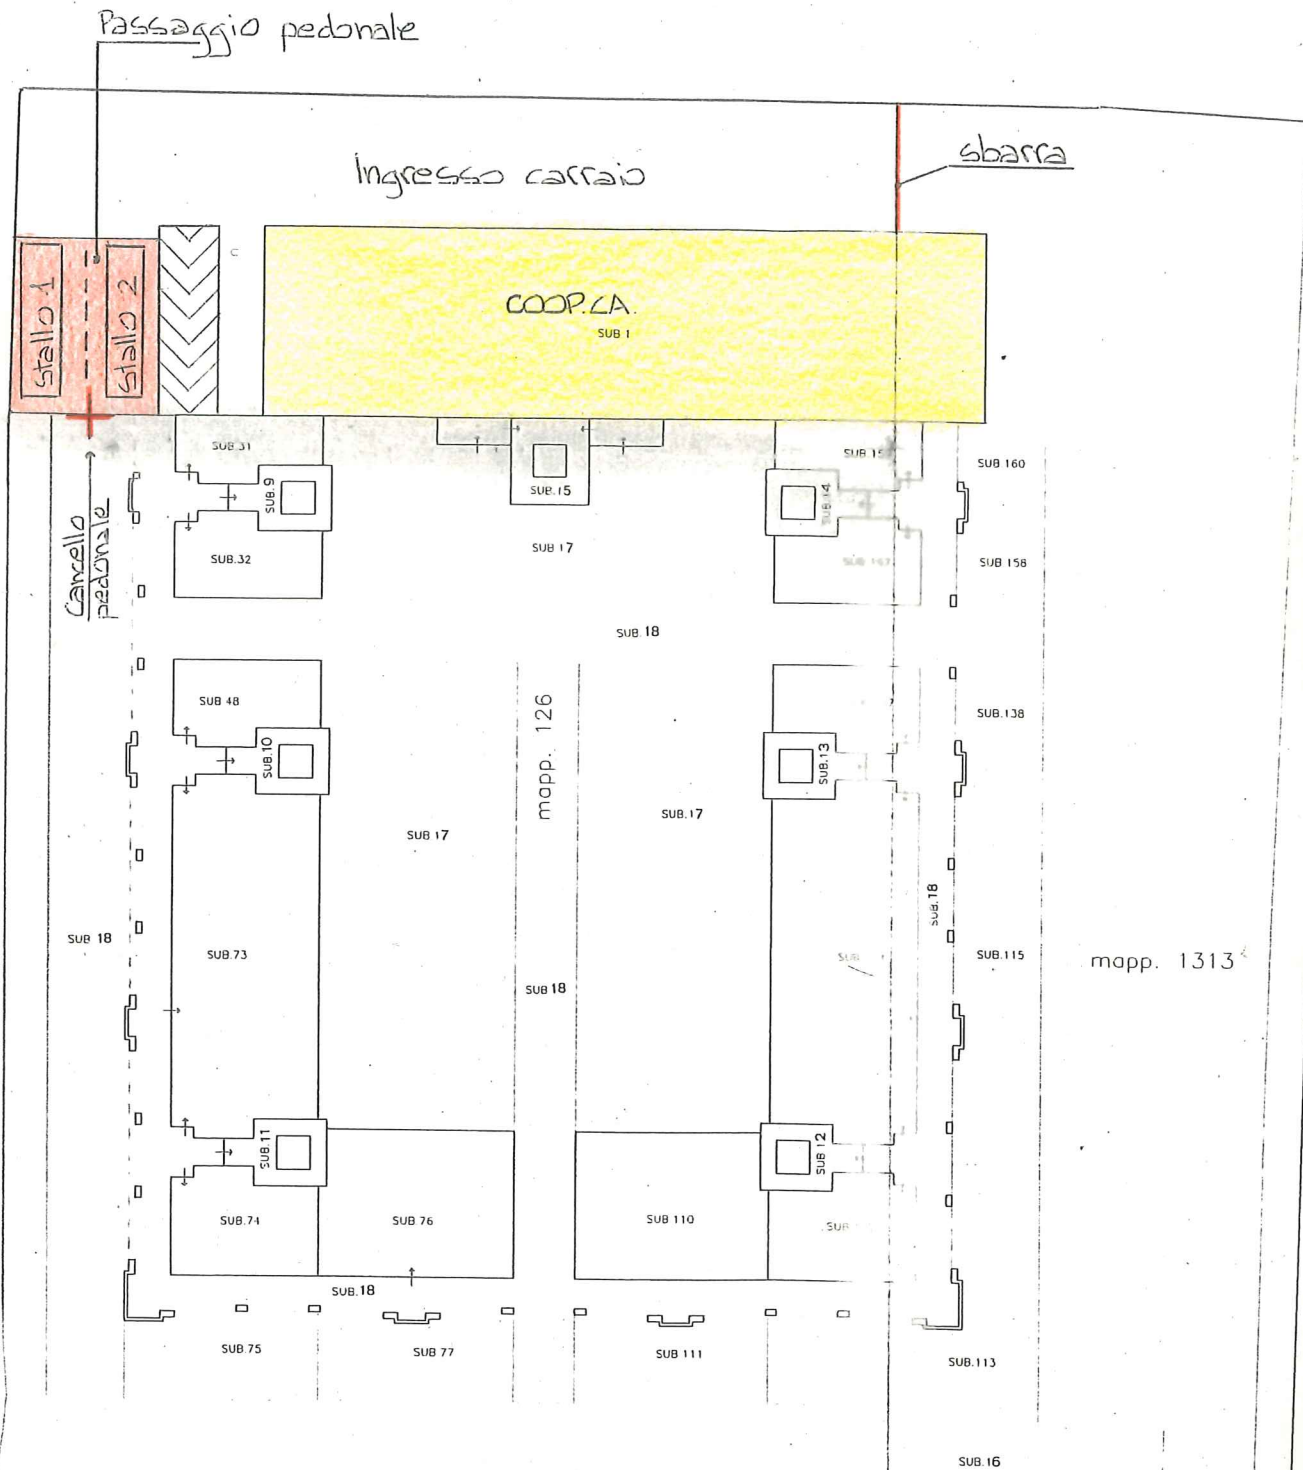 Passaggio pedonale
Ingresso carraio
sbarra
Stallo 1
Stallo 2
COOP.CA.
SUB 1
SUB.31
SUB.9
SUB.15
SUB.15
SUB 160
SUB.14
SUB.32
SUB 17
SUB 158
Cancello
pedonale
SUB. 18
SUB 48
mapp. 126
SUB.138
SUB.10
SUB.13
SUB 17
SUB.17
SUB.18
SUB 18
SUB.73
SUB
SUB.115
mapp. 1313
SUB 18
SUB.11
SUB 12
SUB.74
SUB.76
SUB 110
SUB
SUB.18
SUB.75
SUB 77
SUB 111
SUB.113
SUB.16